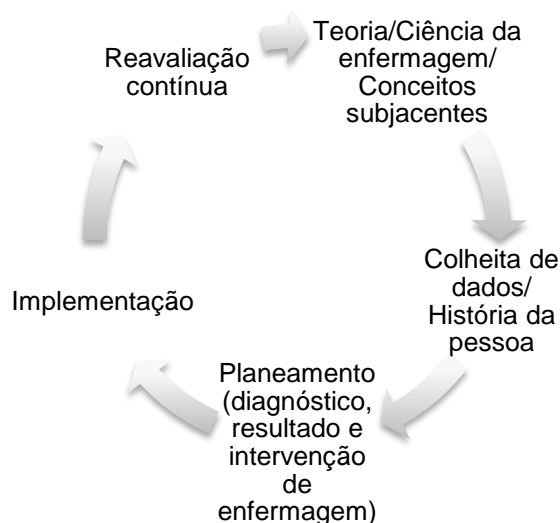 Teoria/Ciência da
enfermagem/
Conceitos
subjacentes
Colheita de
dados/
História da
pessoa
Planeamento
(diagnóstico,
resultado e
intervenção
de
enfermagem)
Implementação
Reavaliação
contínua